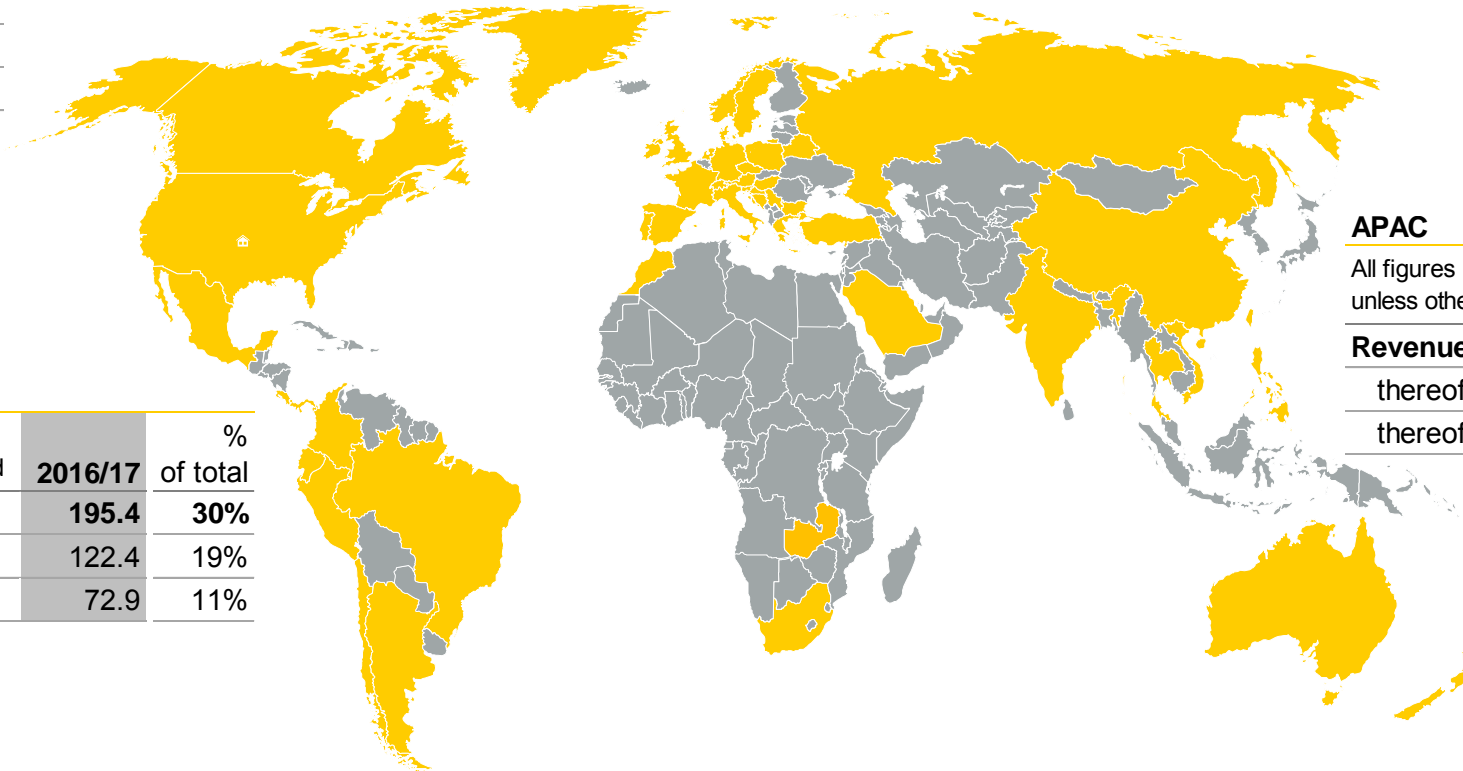 APAC
All figures
unless othe
Revenue
thereof
thereof
%
d 2016/17 of total
195.4 30%
122.4 19%
72.9 11%